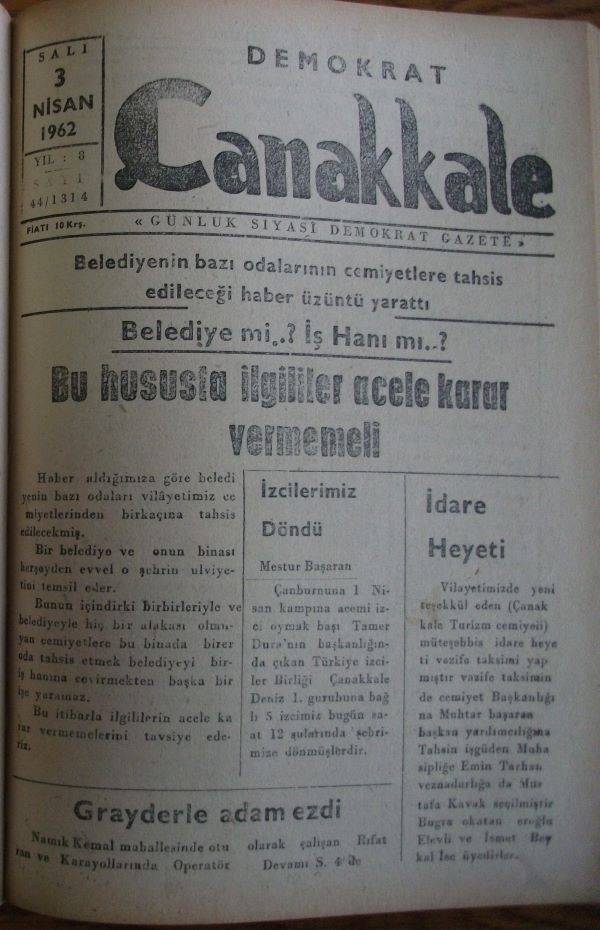 SALI
3
NİSAN
1962
YIL : 8
SAYI
44/1314
FİATI 10 Krş.
DEMOKRAT
Çanakkale
« GÜNLÜK SİYASÎ DEMOKRAT GAZETE »
Belediyenin bazı odalarının cemiyetlere tahsis
edileceği haber üzüntü yarattı
Belediye mi..? İş Hanı mı..?
Bu hususta ilgililer acele karar
vermemeli
Haber aldığımıza göre beledi
yenin bazı odaları vilâyetimiz ce
miyetlerinden birkaçına tahsis
edilecekmiş.
Bir belediye ve onun binası
herşeyden evvel o şehrin ulviye-
tini temsil eder.
Bunun içindirki birbirleriyle ve
belediyeyle hiç bir alakası olmu-
yan cemiyetlere bu binada birer
oda tahsis etmek belediyeyi bir-
iş hanına çevirmekten başka bir
işe yaramaz.
Bu itibarla ilgililerin acele ka
rar vermemelerini tavsiye ede-
riz.
İzcilerimiz
Döndü
Mestur Başaran
Çanburnuna 1 Ni-
san kampına acemi iz-
ci oymak başı Tamer
Dura'nın başkanlığın-
da çıkan Türkiye izci-
ler Birliği Çanakkale
Deniz 1. gurubuna bağ
lı 5 izcimiz bugün sa-
at 12 sularında şehri-
mize dönmüşlerdir.
İdare
Heyeti
Vilayetimizde yeni
teşekkül eden (Çanak
kale Turizm cemiyeti)
müteşebbis idare heye
ti vazife taksimi yap
mıştır vazife taksimin
de cemiyet Başkanlığı
na Muhtar başaran
başkan yardımcılığına
Tahsin işgüden Muha
sipliğe Emin Tarhan
veznadarlığa da Mus
tafa Kavak seçilmiştir
Buğra okatan eroğlu
Elevli ve İsmet Bey
kal ise üyedirler.
Grayderle adam ezdi
Namık Kemal mahallesinde otu
ran ve Karayollarında Operatör
olarak çalışan Rıfat
Devamı S. 4 de